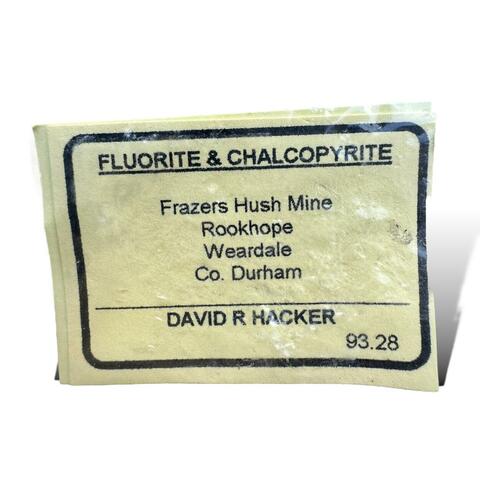 FLUORITE & CHALCOPYRITE
Frazers Hush Mine
Rookhope
Weardale
Co. Durham
DAVID R HACKER
93.28